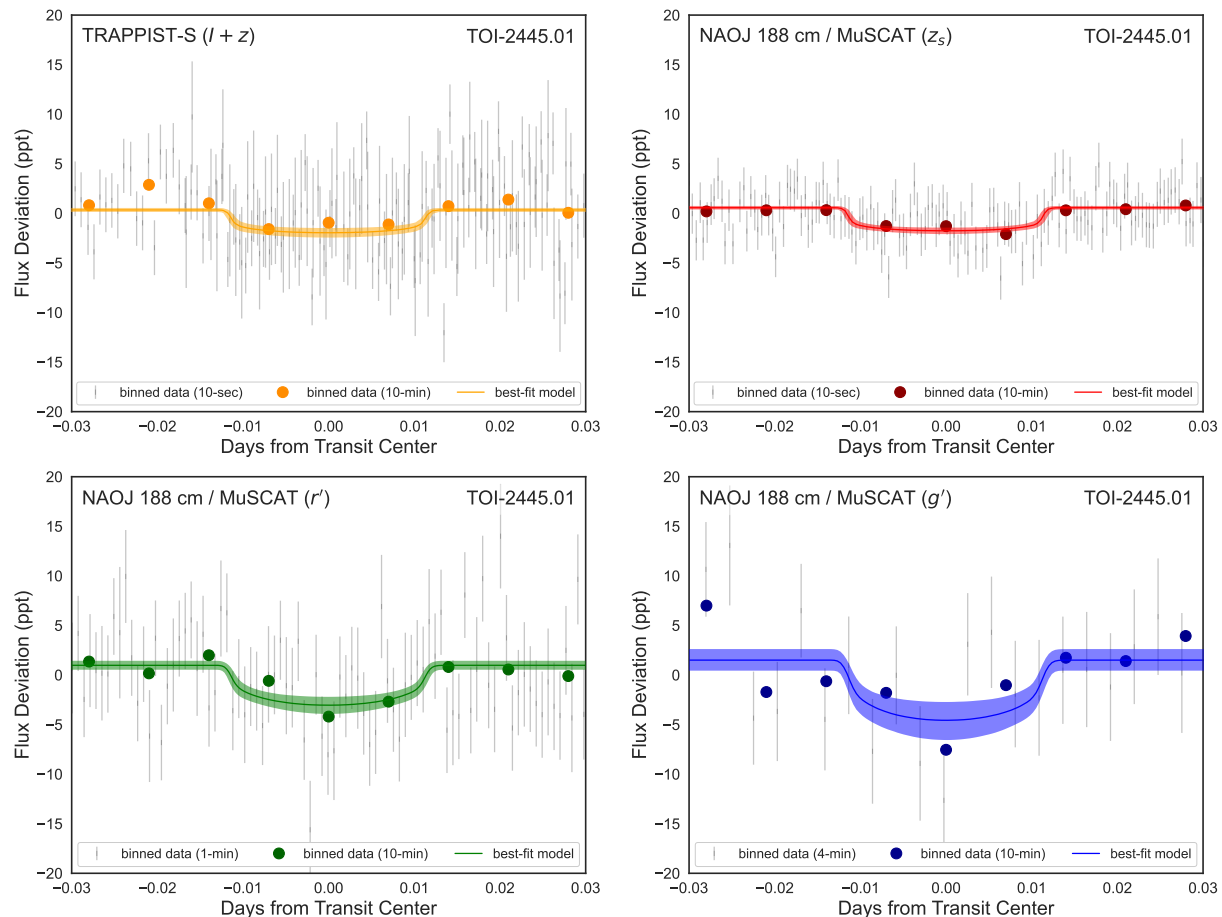 TRAPPIST-S (I + z) TOI-2445.01
20
15
10
5
0
−5
−10
−15
−20
Flux Deviation (ppt)
binned data (10-sec) binned data (10-min) best-fit model
−0.03 −0.02 −0.01 0.00 0.01 0.02 0.03
Days from Transit Center
NAOJ 188 cm / MuSCAT (zₛ) TOI-2445.01
20
15
10
5
0
−5
−10
−15
−20
Flux Deviation (ppt)
binned data (10-sec) binned data (10-min) best-fit model
−0.03 −0.02 −0.01 0.00 0.01 0.02 0.03
Days from Transit Center
NAOJ 188 cm / MuSCAT (r′) TOI-2445.01
20
15
10
5
0
−5
−10
−15
−20
Flux Deviation (ppt)
binned data (1-min) binned data (10-min) best-fit model
−0.03 −0.02 −0.01 0.00 0.01 0.02 0.03
Days from Transit Center
NAOJ 188 cm / MuSCAT (g′) TOI-2445.01
20
15
10
5
0
−5
−10
−15
−20
Flux Deviation (ppt)
binned data (4-min) binned data (10-min) best-fit model
−0.03 −0.02 −0.01 0.00 0.01 0.02 0.03
Days from Transit Center